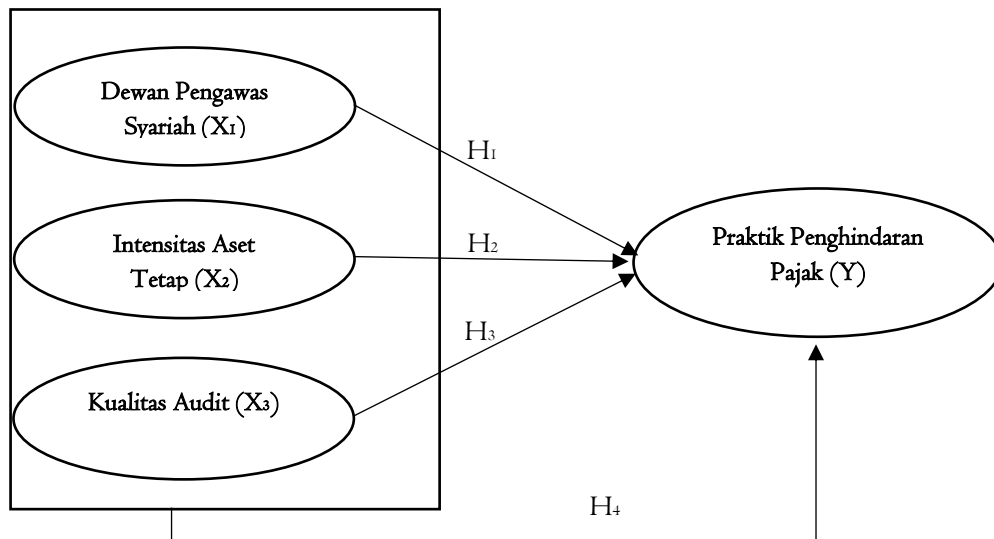 Dewan Pengawas
Syariah (X1)
H1
Intensitas Aset
Tetap (X2)
H2
Praktik Penghindaran
Pajak (Y)
H3
Kualitas Audit (X3)
H4